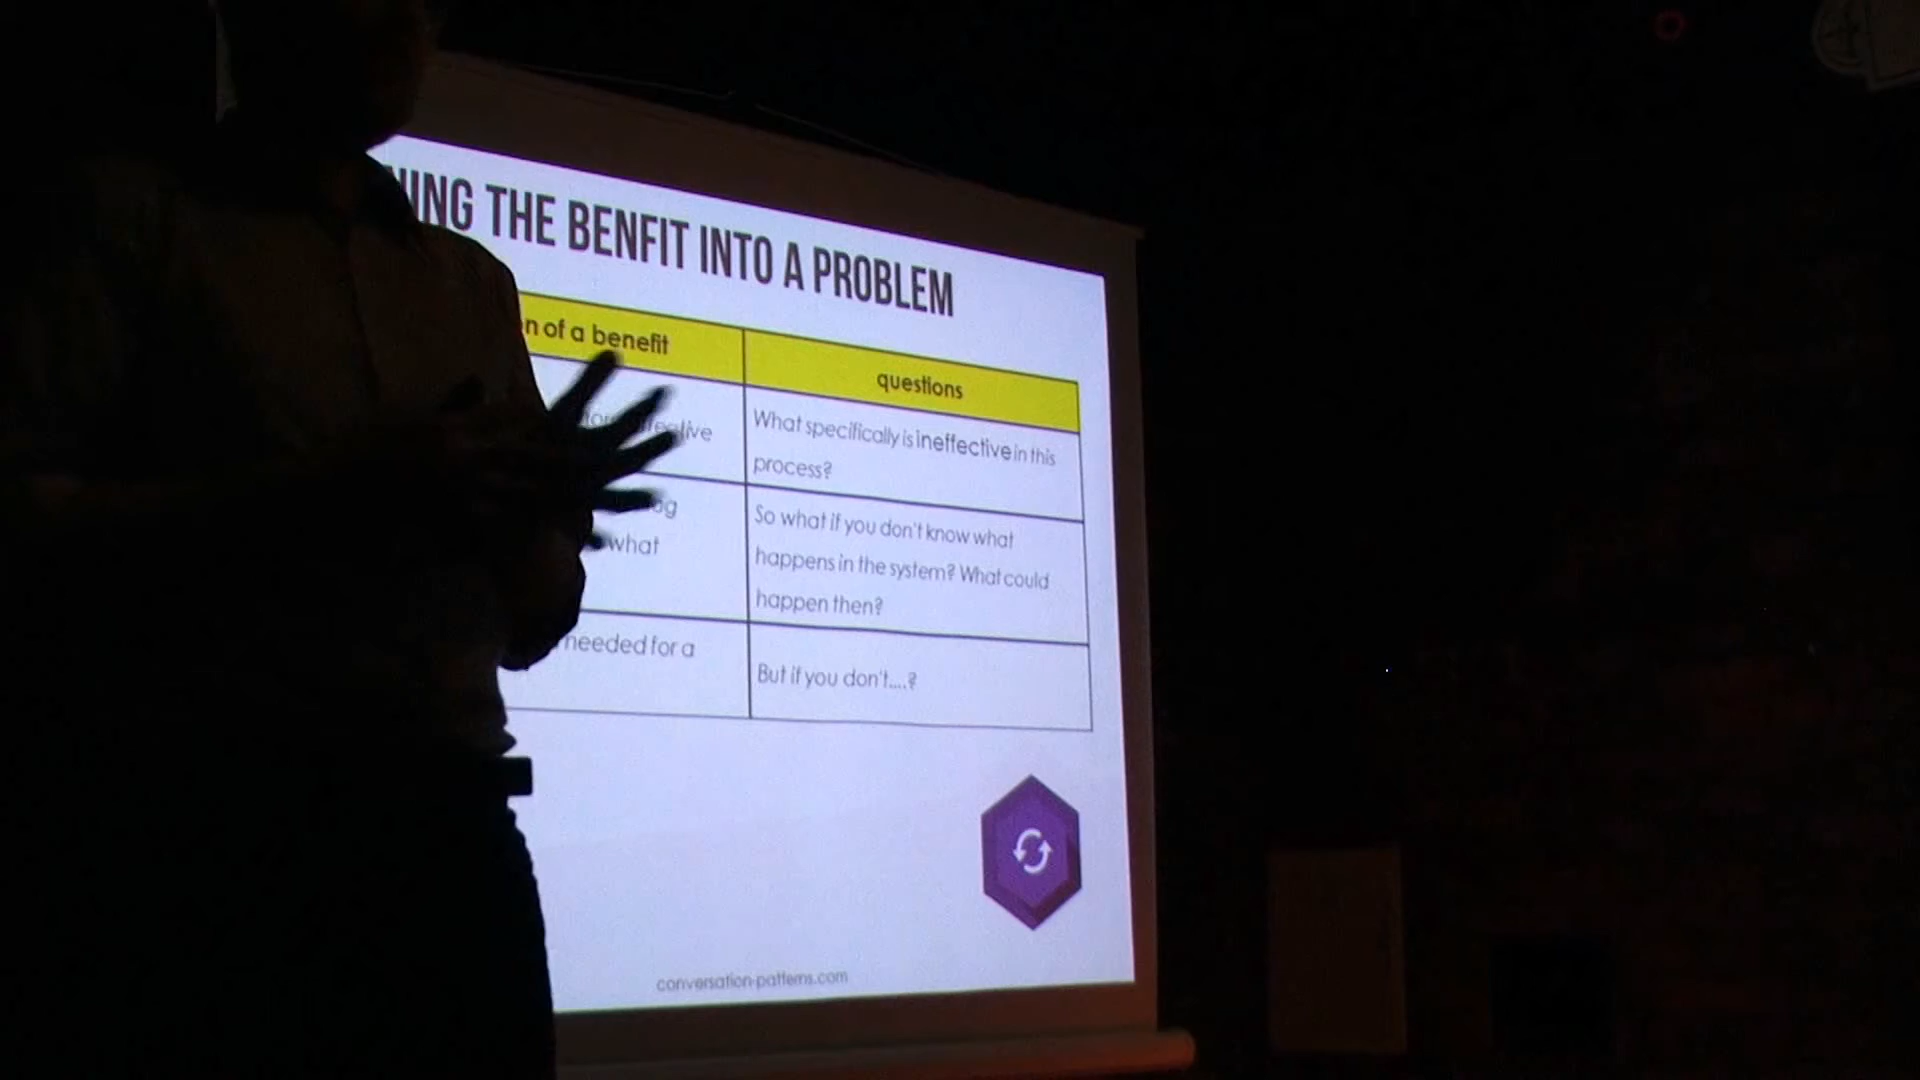 NING THE BENFIT INTO A PROBLEM
n of a benefit
questions
What specifically is ineffective in this
process?
what
So what if you don't know what
happens in the system? What could
happen then?
needed for a
But if you don't....?
conversation-patterns.com